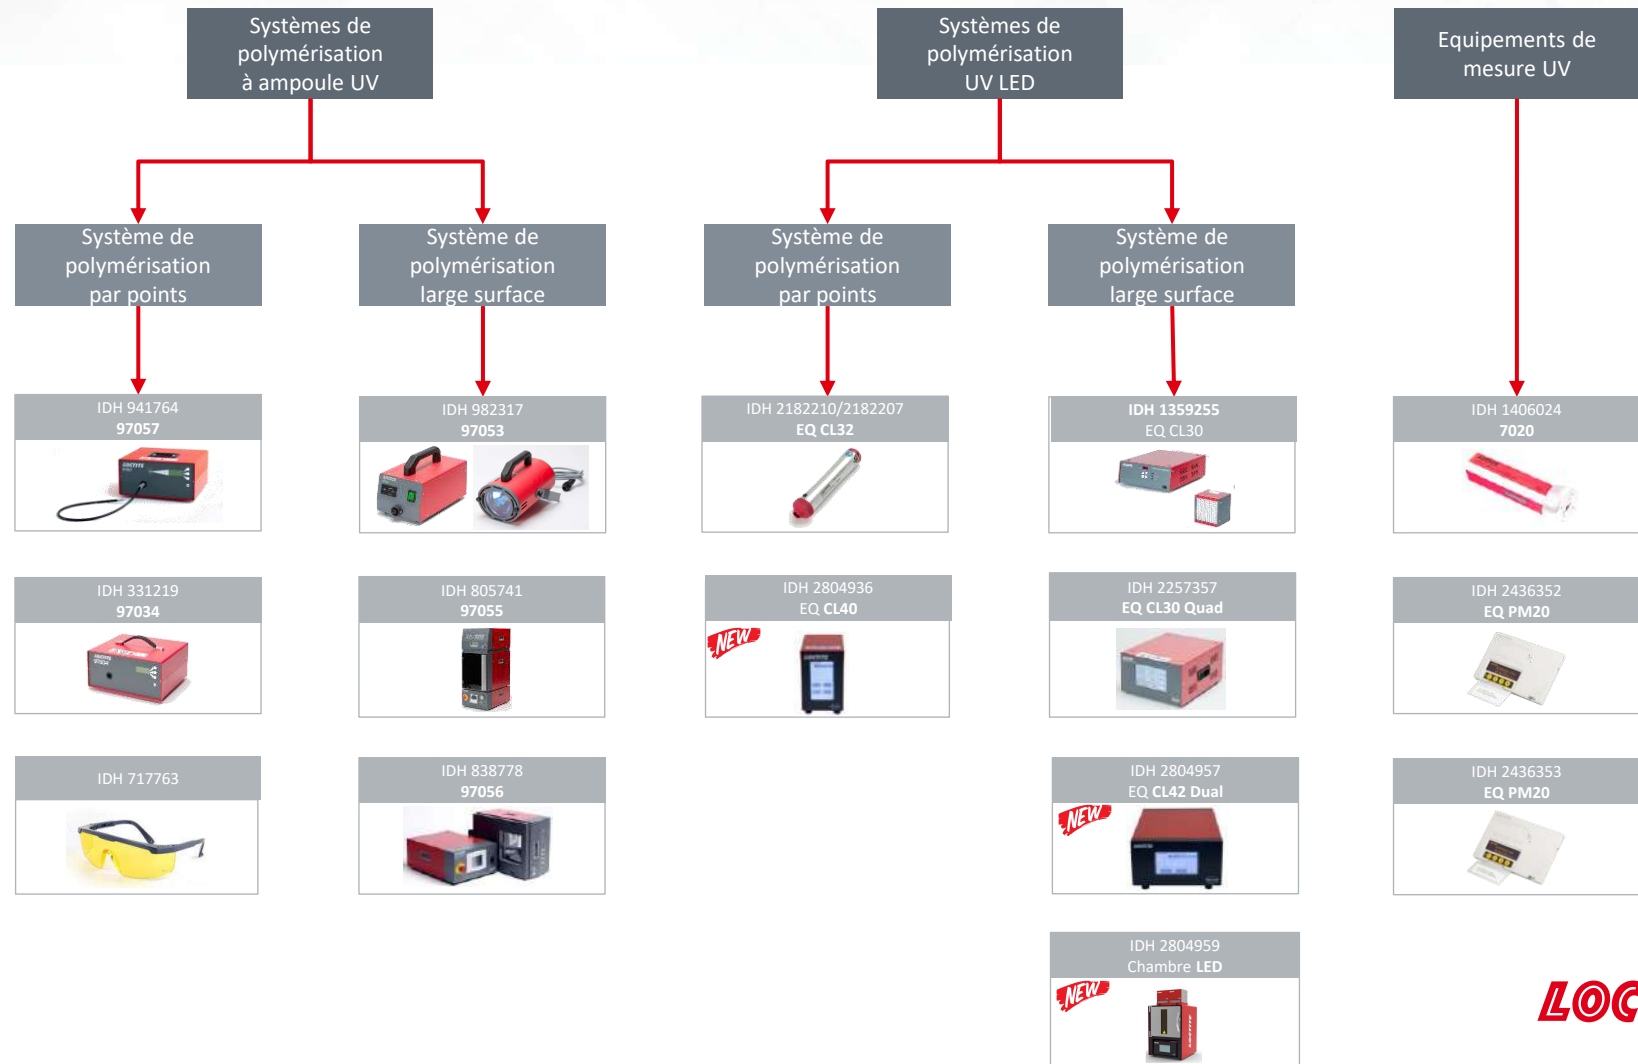 Systèmes de
polymérisation
à ampoule UV
Systèmes de
polymérisation
UV LED
Equipements de
mesure UV
Système de
polymérisation
par points
Système de
polymérisation
large surface
Système de
polymérisation
par points
Système de
polymérisation
large surface
IDH 941764
97057
IDH 982317
97053
IDH 2182210/2182207
EQ CL32
IDH 1359255
EQ CL30
IDH 1406024
7020
IDH 331219
97034
LOCTITE
97034
IDH 805741
97055
IDH 2804936
EQ CL40
NEW
IDH 2257357
EQ CL30 Quad
IDH 2436352
EQ PM20
IDH 717763
IDH 838778
97056
IDH 2804957
EQ CL42 Dual
NEW
IDH 2436353
EQ PM20
IDH 2804959
Chambre LED
NEW
LOC